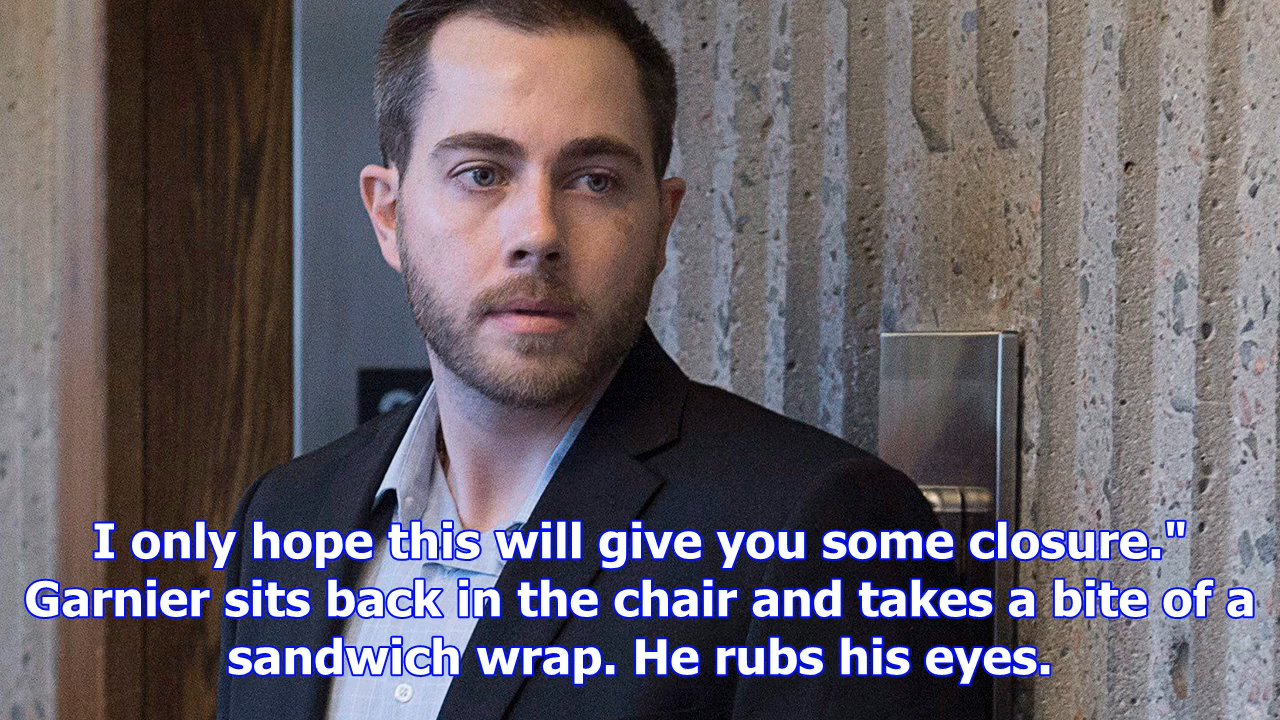 I only hope this will give you some closure."
Garnier sits back in the chair and takes a bite of a
sandwich wrap. He rubs his eyes.